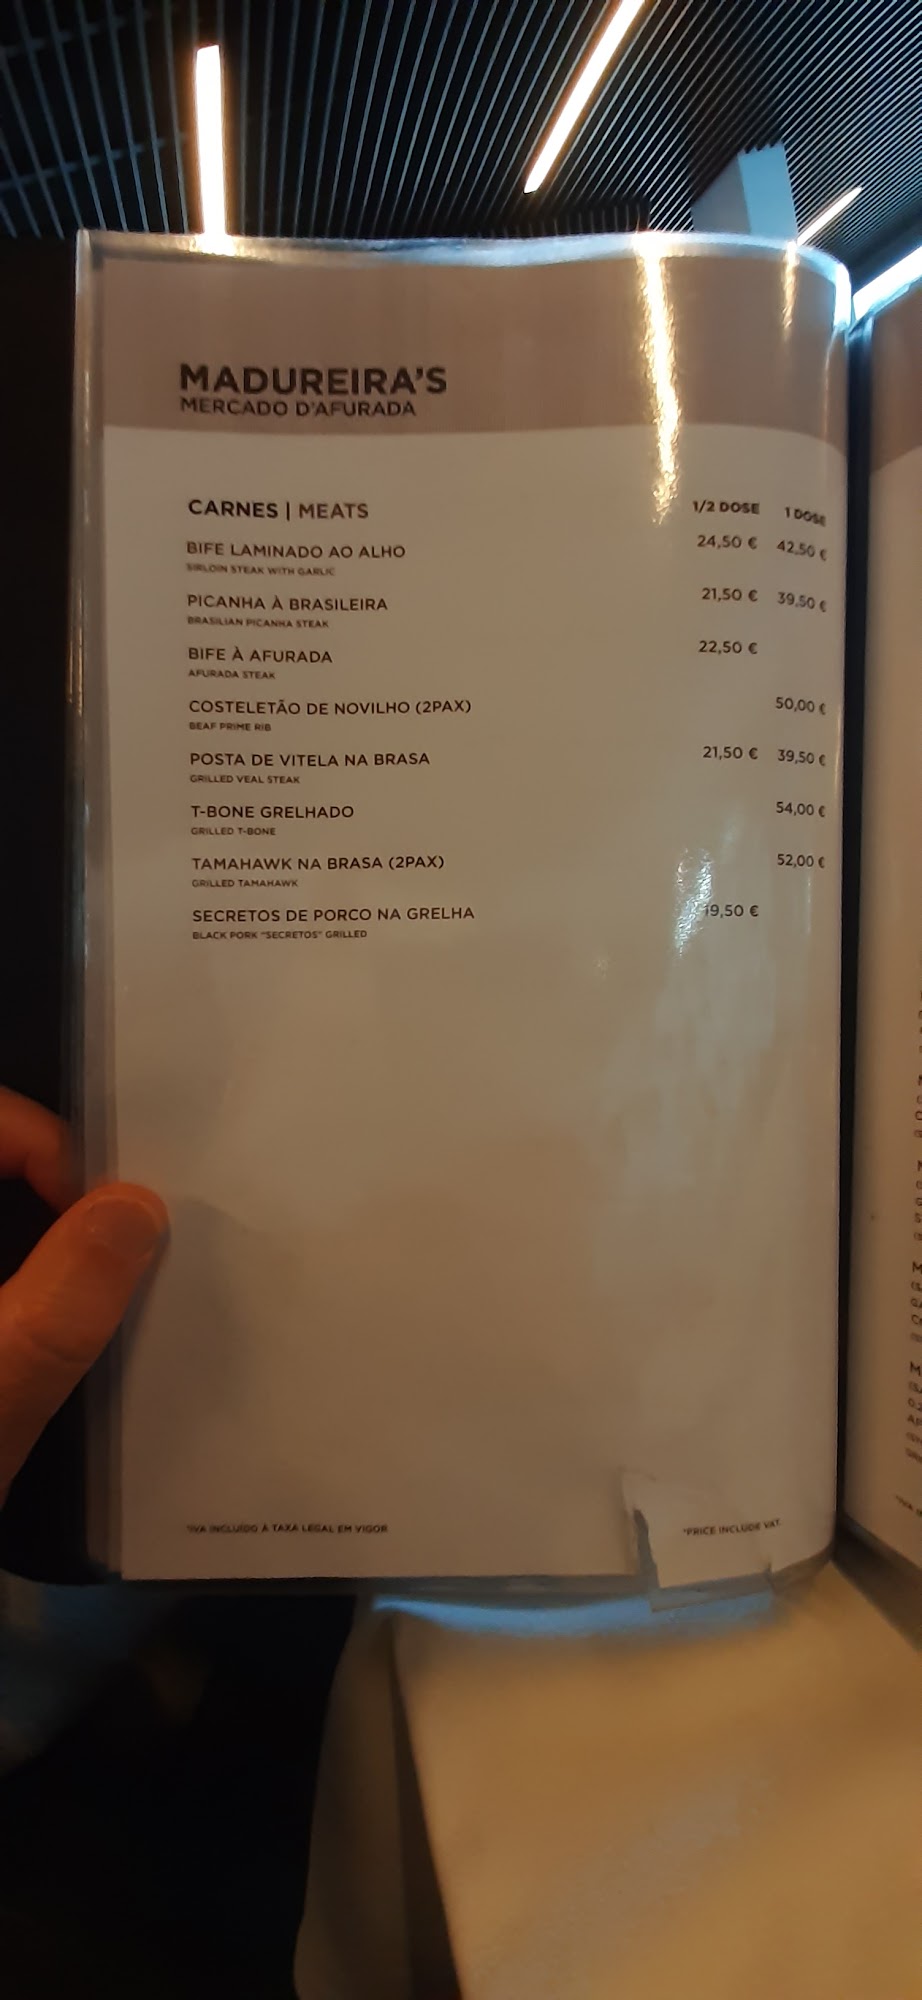 MADUREIRA'S
MERCADO D'AFURADA
CARNES | MEATS 1/2 DOSE 1 DOSE
BIFE LAMINADO AO ALHO 24,50 € 42,50 €
SIRLOIN STEAK WITH GARLIC
PICANHA À BRASILEIRA 21,50 € 39,50 €
BRASILIAN PICANHA STEAK
BIFE À AFURADA 22,50 €
AFURADA STEAK
COSTELETÃO DE NOVILHO (2PAX) 50,00 €
BEAF PRIME RIB
POSTA DE VITELA NA BRASA 21,50 € 39,50 €
GRILLED VEAL STEAK
T-BONE GRELHADO 54,00 €
GRILLED T-BONE
TAMAHAWK NA BRASA (2PAX) 52,00 €
GRILLED TAMAHAWK
SECRETOS DE PORCO NA GRELHA 19,50 €
BLACK PORK "SECRETOS" GRILLED
*IVA INCLUÍDO À TAXA LEGAL EM VIGOR *PRICE INCLUDE VAT